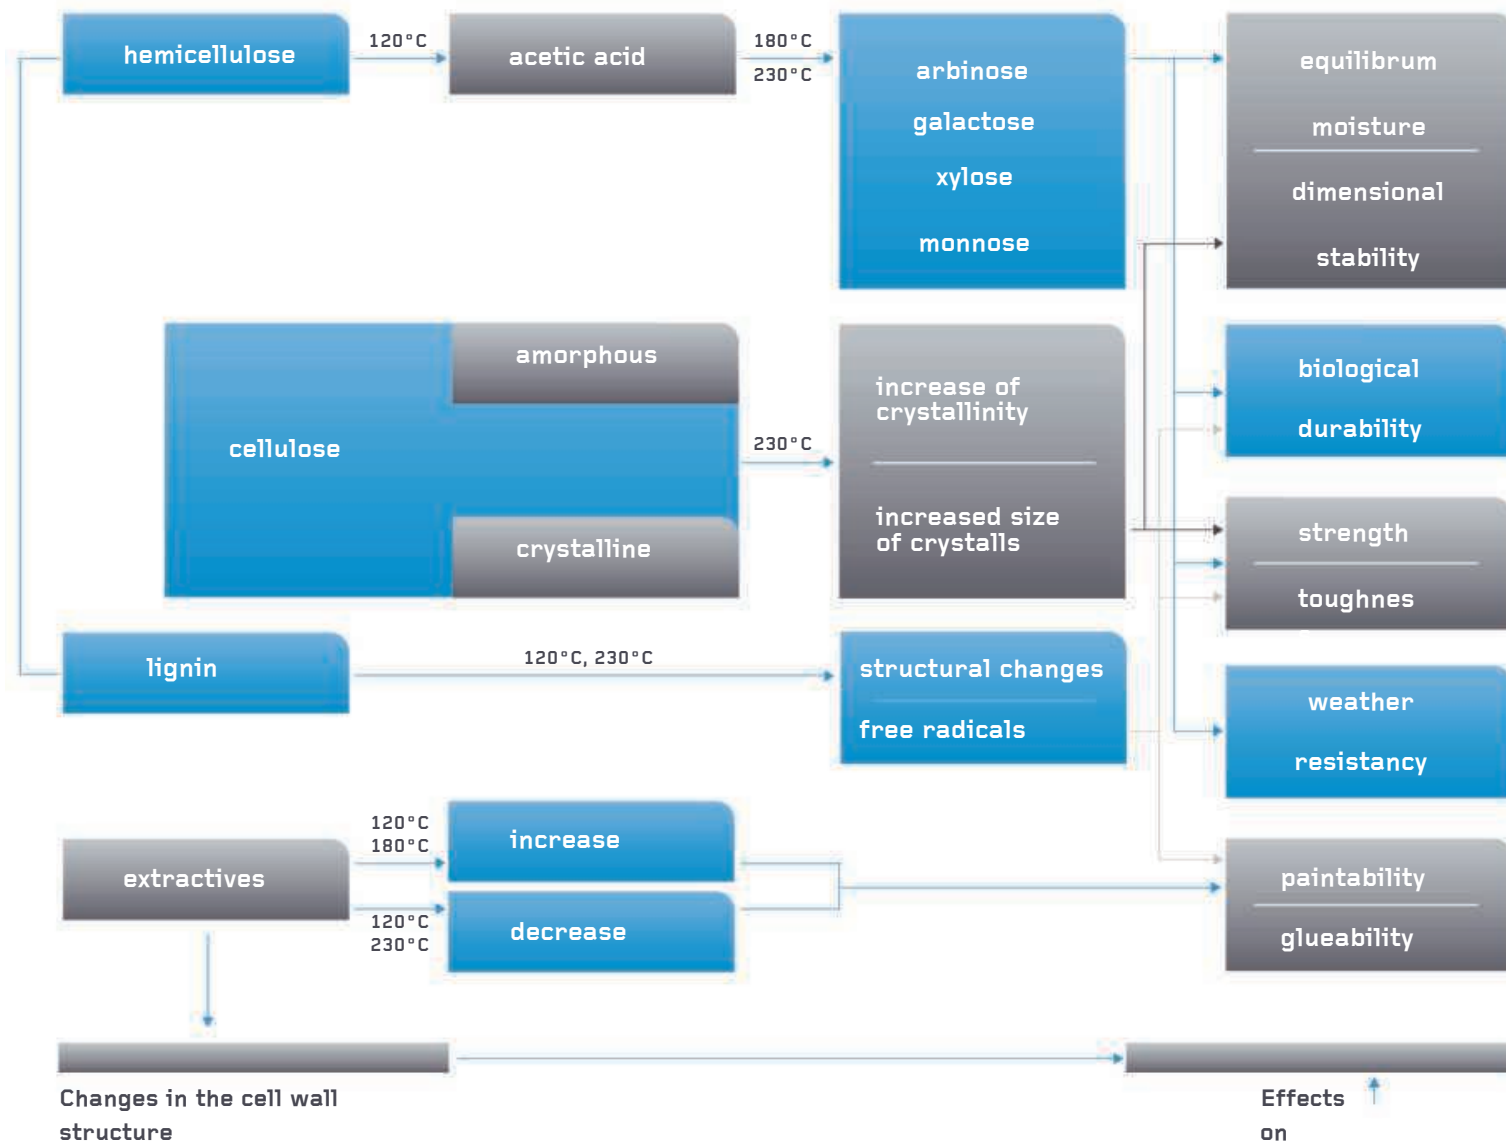 hemicellulose
120°C
acetic acid
180°C
230°C
arbinose
galactose
xylose
monnose
equilibrum
moisture
dimensional
stability
cellulose
amorphous
crystalline
230°C
increase of
crystallinity
increased size
of crystalls
biological
durability
strength
toughnes
lignin
120°C, 230°C
structural changes
free radicals
weather
resistancy
extractives
120°C
180°C
increase
120°C
230°C
decrease
paintability
glueability
Changes in the cell wall
structure
Effects
on